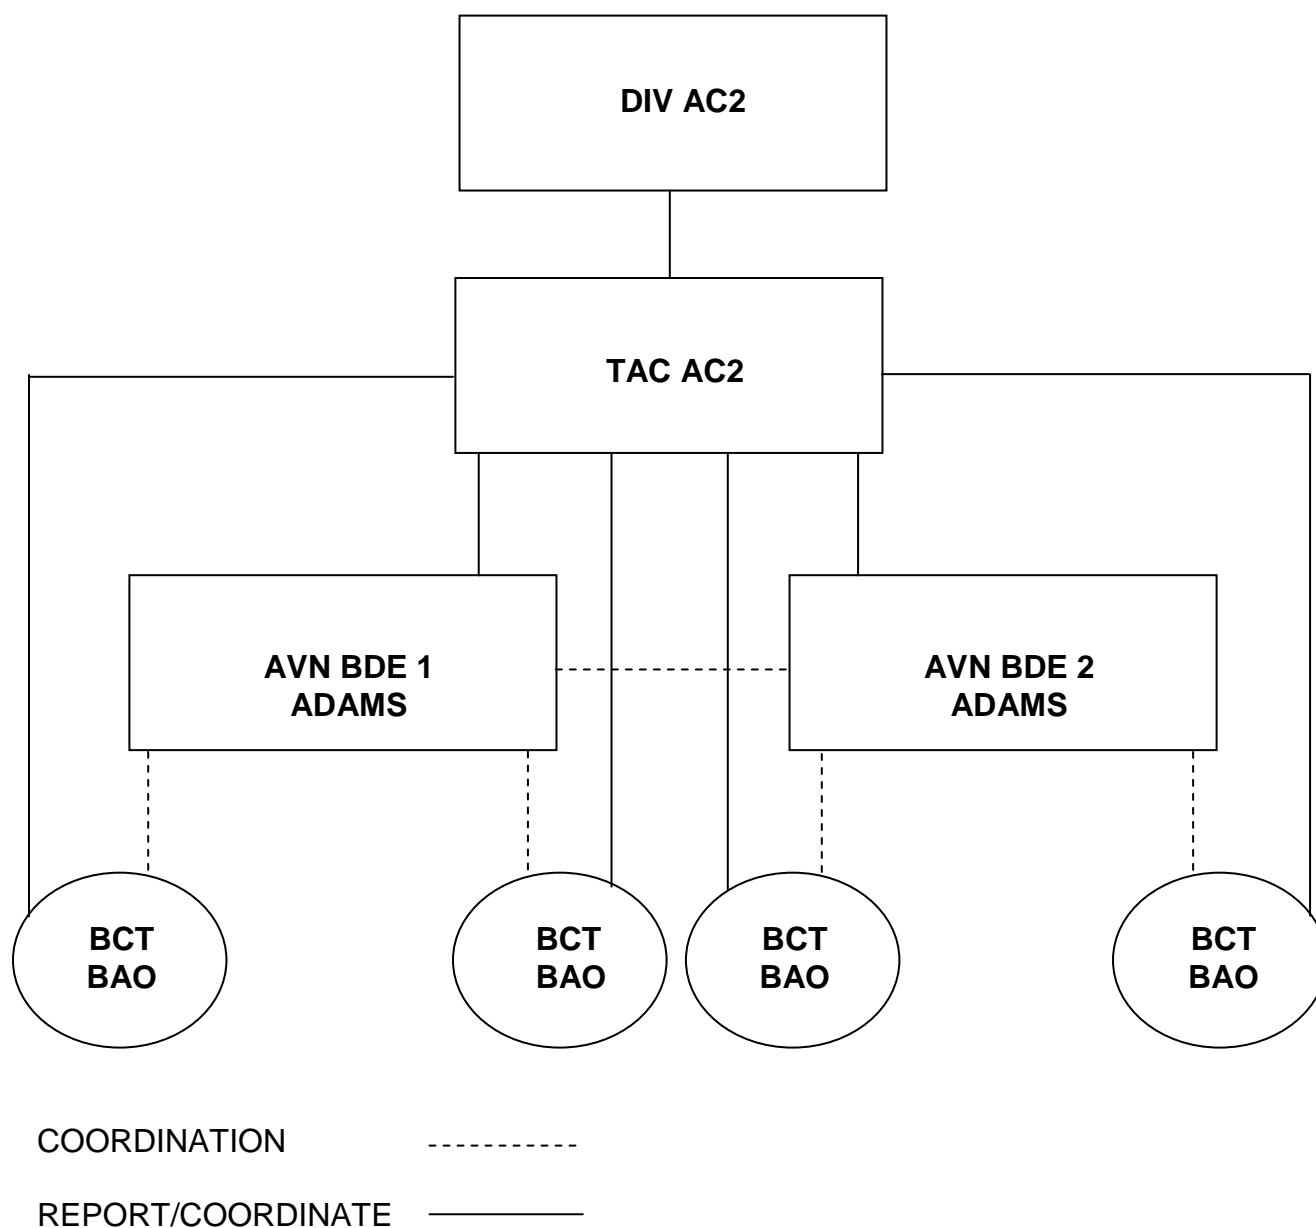 DIV AC2
TAC AC2
AVN BDE 1
ADAMS
AVN BDE 2
ADAMS
BCT
BAO
BCT
BAO
BCT
BAO
BCT
BAO
COORDINATION
REPORT/COORDINATE